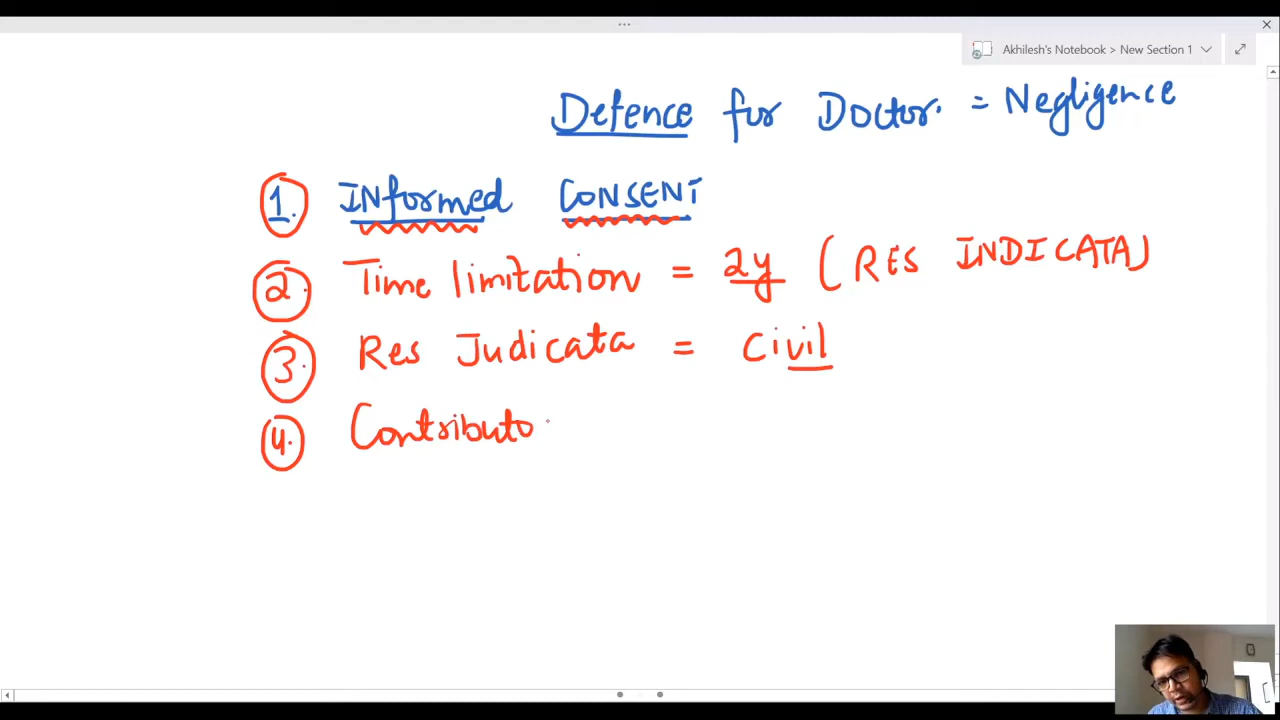 Akhilesh's Notebook > New Section 1
Defence for Doctor. = Negligence
1. INformed CONSENT
2. Time limitation = 2y (RES INDICATA)
3. Res Judicata = Civil
4. Contributo